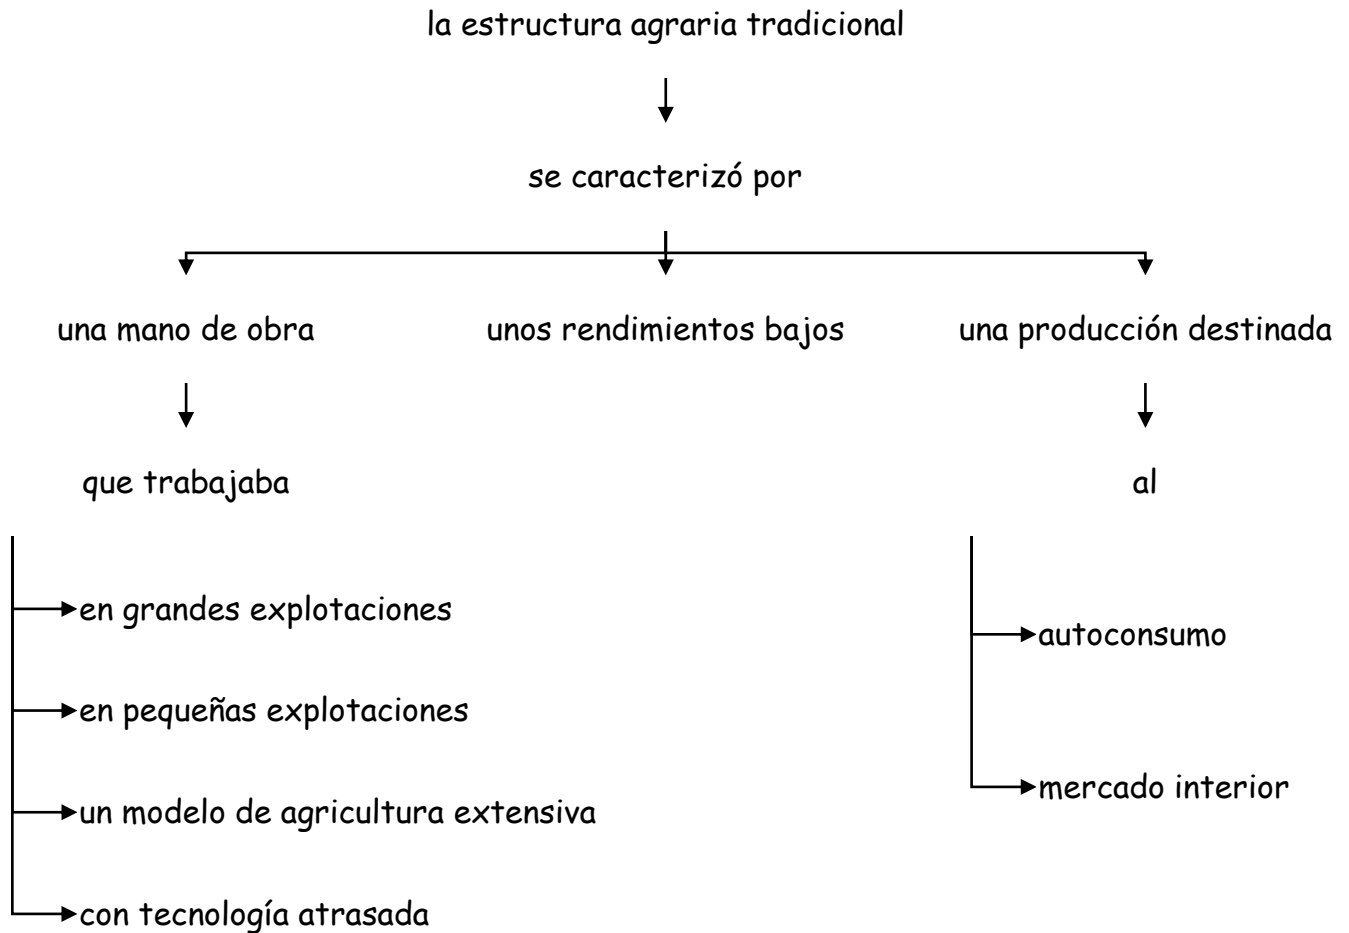 la estructura agraria tradicional
se caracterizó por
una mano de obra
unos rendimientos bajos
una producción destinada
que trabajaba
al
en grandes explotaciones
autoconsumo
en pequeñas explotaciones
mercado interior
un modelo de agricultura extensiva
con tecnología atrasada